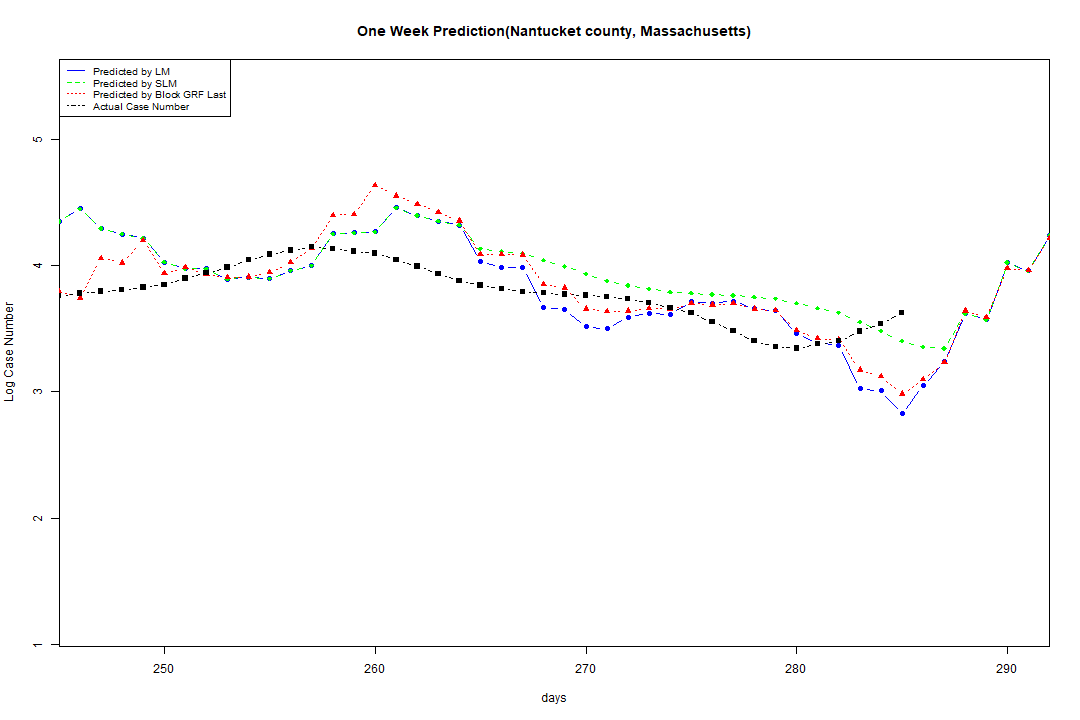 One Week Prediction(Nantucket county, Massachusetts)
Predicted by LM
Predicted by SLM
Predicted by Block GRF Last
Actual Case Number
5
4
3
2
1
Log Case Number
250 260 270 280 290
days